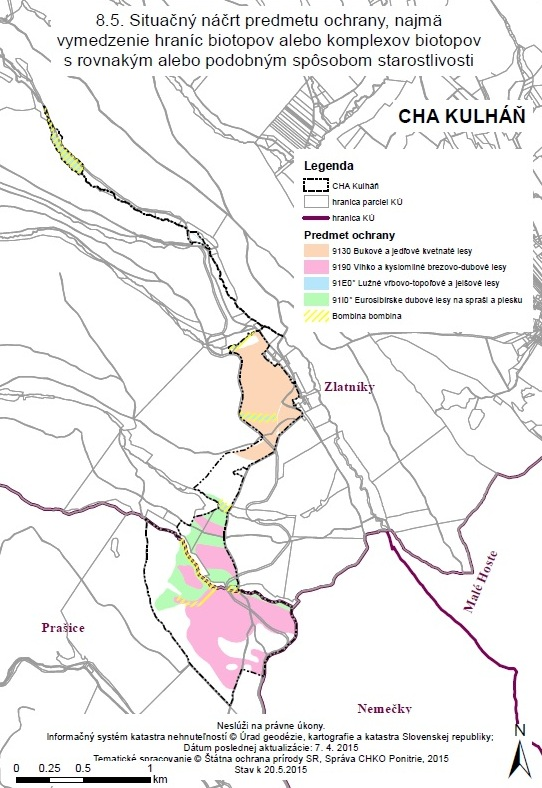 8.5. Situačný náčrt predmetu ochrany, najmä
vymedzenie hraníc biotopov alebo komplexov biotopov
s rovnakým alebo podobným spôsobom starostlivosti
CHA KULHÁŇ
Legenda
CHA Kulháň
hranica parciel KÚ
hranica KÚ
Predmet ochrany
9130 Bukové a jedľové kvetnaté lesy
9190 Vlhko a kyslomilné brezovo-dubové lesy
91E0* Lužné vŕbovo-topoľové a jelšové lesy
91I0* Eurosibírske dubové lesy na spraši a piesku
Bombina bombina
Zlatníky
Malé Hoste
Prašice
Nemečky
Neslúži na právne úkony.
Informačný systém katastra nehnuteľností © Úrad geodézie, kartografie a katastra Slovenskej republiky;
Dátum poslednej aktualizácie: 7. 4. 2015
Tematické spracovanie © Štátna ochrana prírody SR, Správa CHKO Ponitrie, 2015
Stav k 20.5.2015
N
0 0.25 0.5 1
km